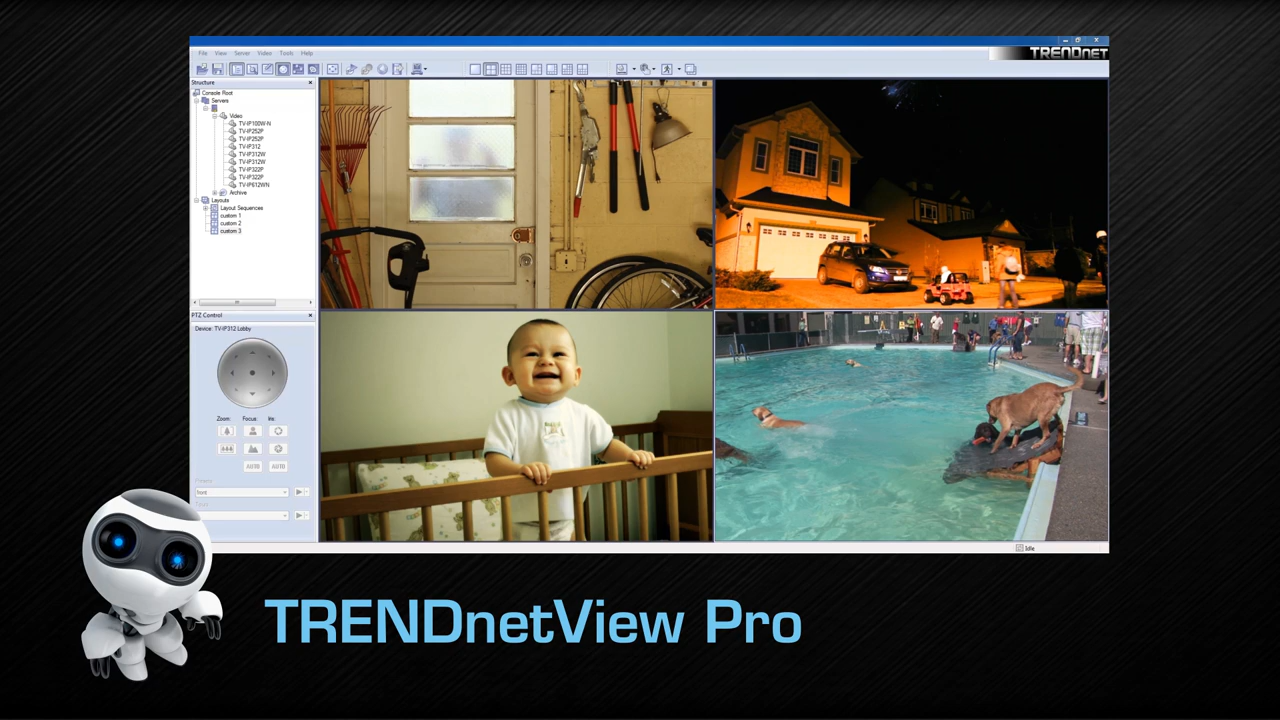 TRENDnet
File View Server Video Tools Help
Structure
Console Root
Servers
Video
TV-IP100W-N
TV-IP252P
TV-IP252P
TV-IP312
TV-IP312W
TV-IP312W
TV-IP322P
TV-IP322P
TV-IP612WN
Archive
Layouts
Layout Sequences
custom 1
custom 2
custom 3
PTZ Control
Device: TV-IP312 Lobby
Zoom: Focus: Iris:
AUTO AUTO
Idle
TRENDnetView Pro